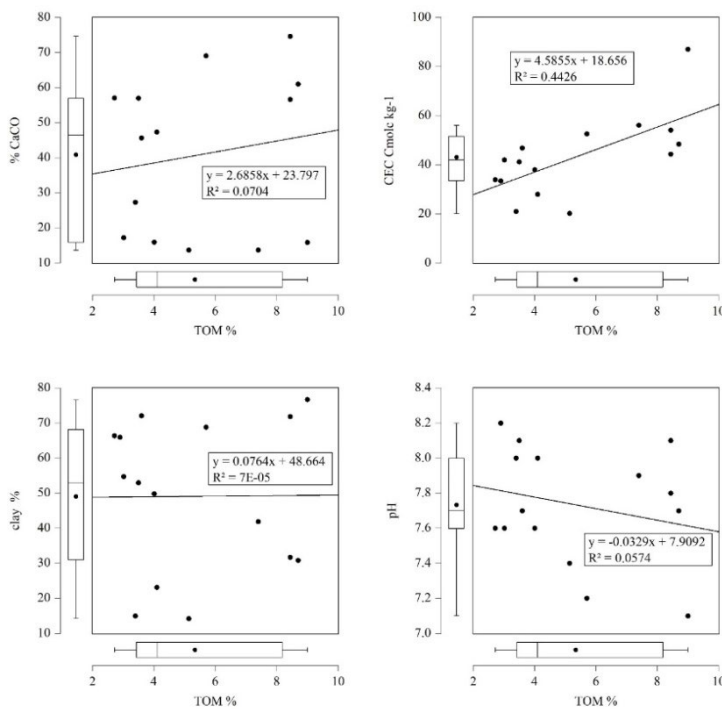 80
70
60
50
40
30
20
10
% CaCO
y = 2.6858x + 23.797
R² = 0.0704
2 4 6 8 10
TOM %
100
80
60
40
20
0
CEC Cmolc kg-1
y = 4.5855x + 18.656
R² = 0.4426
2 4 6 8 10
TOM %
80
70
60
50
40
30
20
10
clay %
y = 0.0764x + 48.664
R² = 7E-05
2 4 6 8 10
TOM %
8.4
8.2
8.0
7.8
7.6
7.4
7.2
7.0
pH
y = -0.0329x + 7.9092
R² = 0.0574
2 4 6 8 10
TOM %